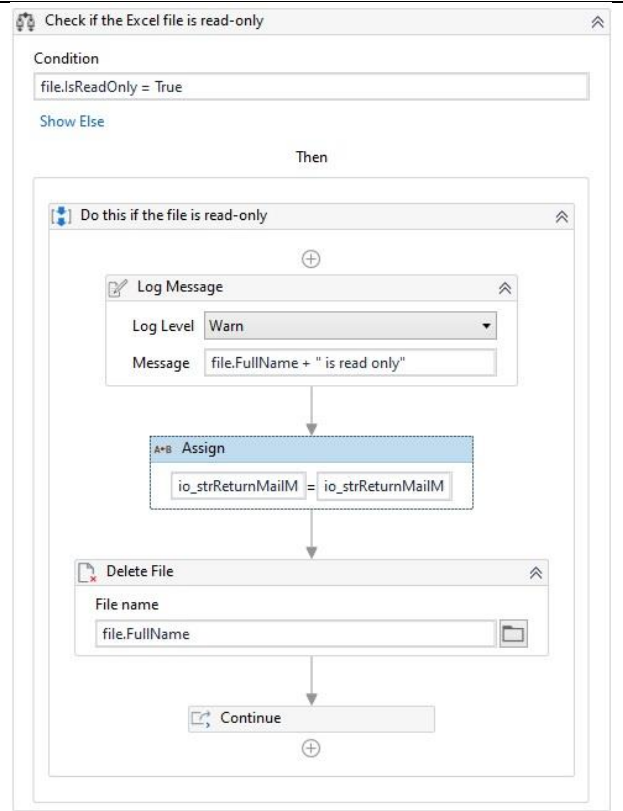 Check if the Excel file is read-only
Condition
file.IsReadOnly = True
Show Else
Then
Do this if the file is read-only
Log Message
Log Level Warn
Message file.FullName + " is read only"
A+B Assign
io_strReturnMailM = io_strReturnMailM
Delete File
File name
file.FullName
Continue